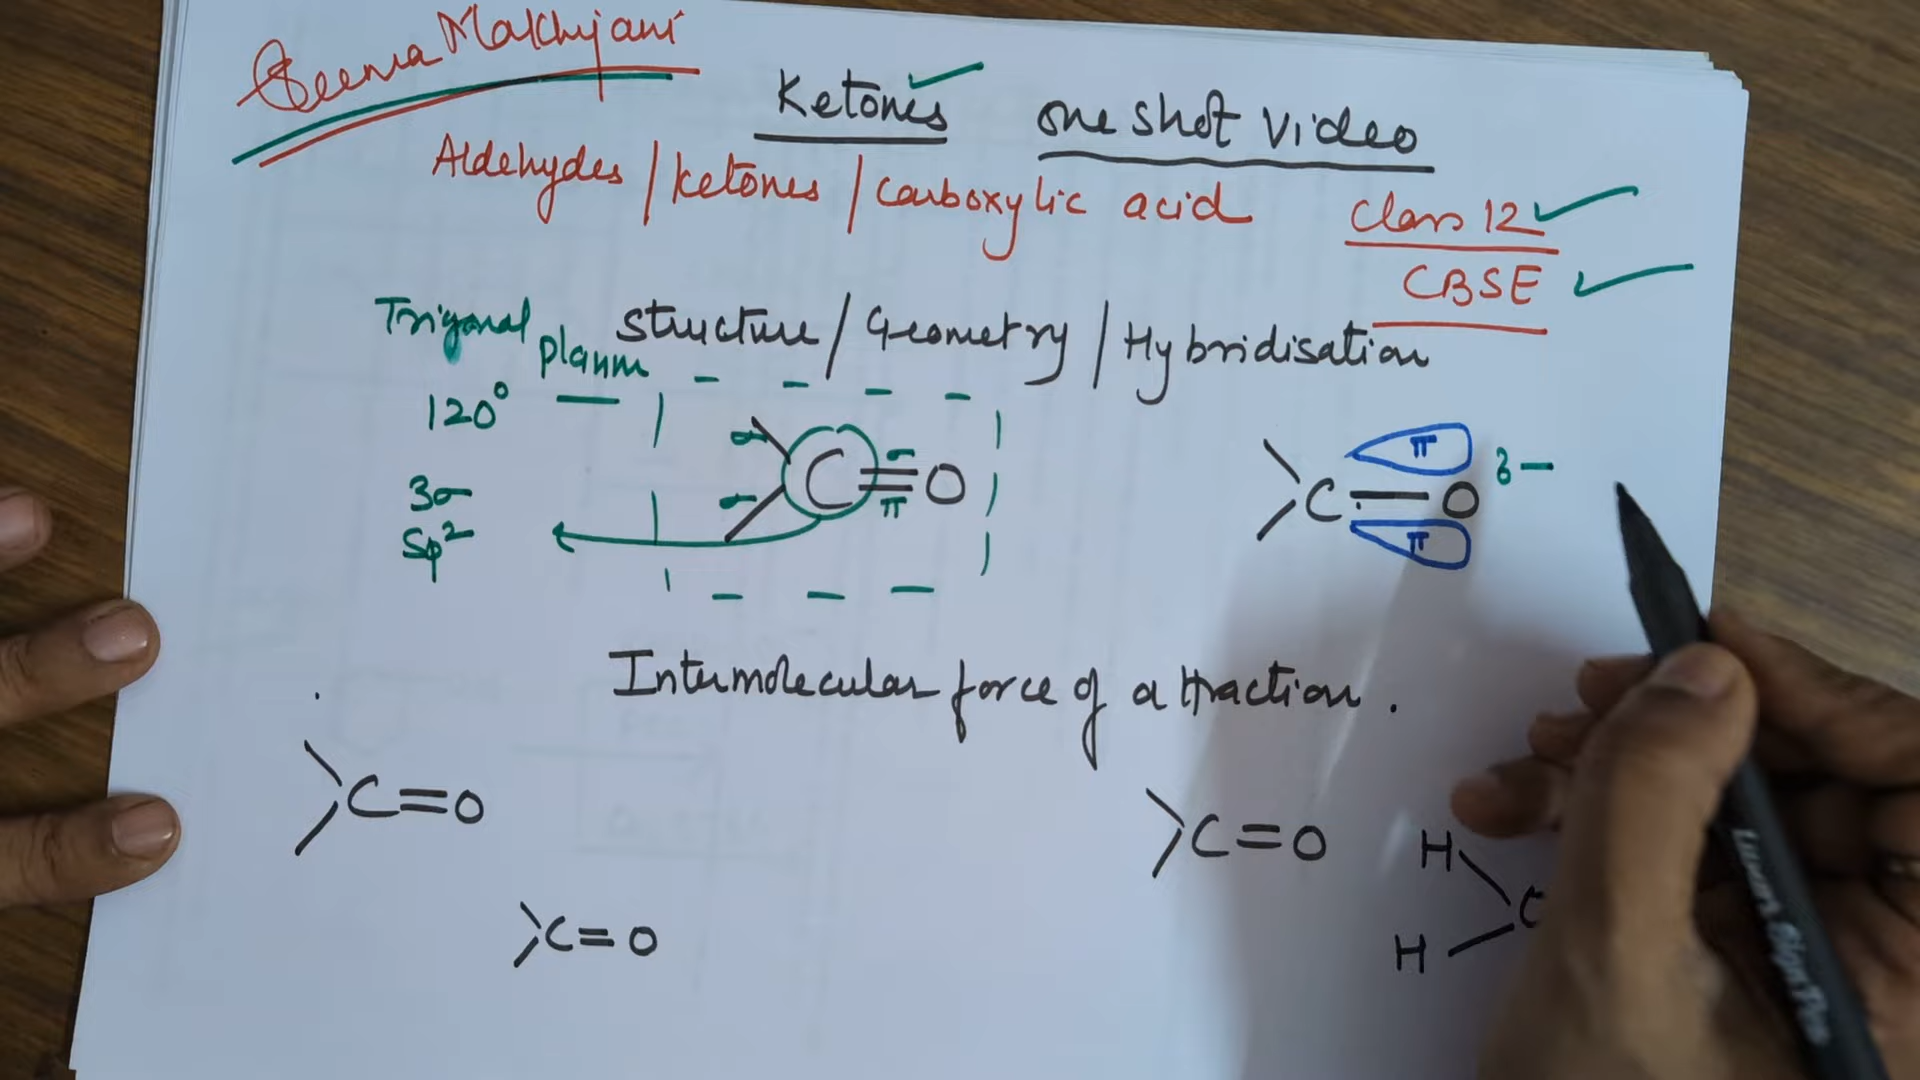 Seema Malchijani
Ketones one shot video
Aldehydes / ketones / carboxylic acid
Class 12
CBSE
Trigonal planar
Structure / Geometry / Hybridisation
120°
σ
C=O
σ
σ
π
3σ
sp²
π
C=O
π
δ-
Intermolecular force of attraction.
C=O
C=O
C=O
H
C
H